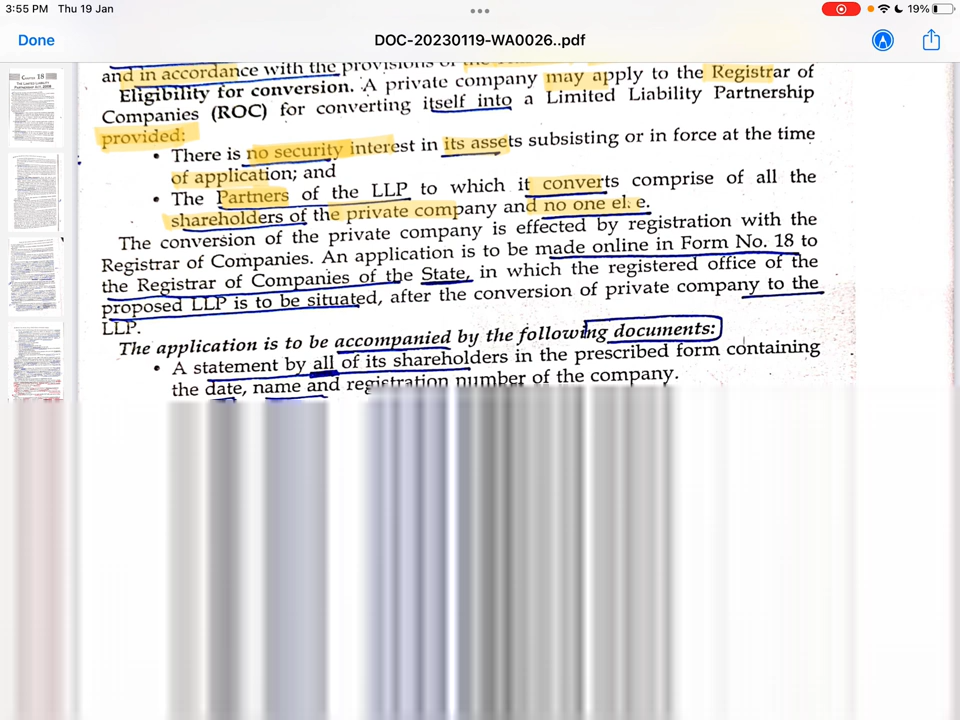 3:55 PM Thu 19 Jan
19%
Done
DOC-20230119-WA0026..pdf
CHAPTER 18
and in accordance with the provisions of the
Eligibility for conversion. A private company may apply to the Registrar of
Companies (ROC) for converting itself into a Limited Liability Partnership
provided:
• There is no security interest in its assets subsisting or in force at the time
of application; and
• The Partners of the LLP to which it converts comprise of all the
shareholders of the private company and no one el. e.
The conversion of the private company is effected by registration with the
Registrar of Companies. An application is to be made online in Form No. 18 to
the Registrar of Companies of the State, in which the registered office of the
proposed LLP is to be situated, after the conversion of private company to the
LLP.
The application is to be accompanied by the following documents:
• A statement by all of its shareholders in the prescribed form containing
the date, name and registration number of the company.